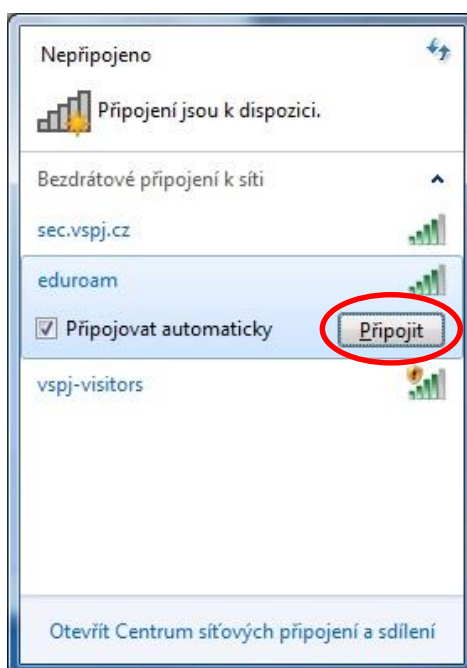 Nepřipojeno
Připojení jsou k dispozici.
Bezdrátové připojení k síti
sec.vspj.cz
eduroam
Připojovat automaticky
Připojit
vspj-visitors
Otevřít Centrum síťových připojení a sdílení